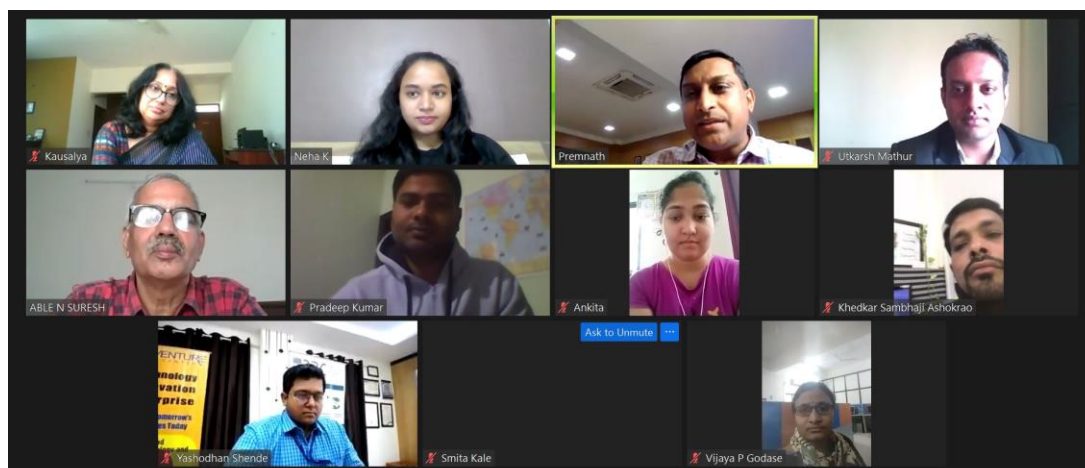 Kausalya
Neha K
Premnath
Utkarsh Mathur
ABLE N SURESH
Pradeep Kumar
Ankita
Khedkar Sambhaji Ashokrao
VENTURE
Yashodhan Shende
Ask to Unmute ...
Smita Kale
Vijaya P Godase